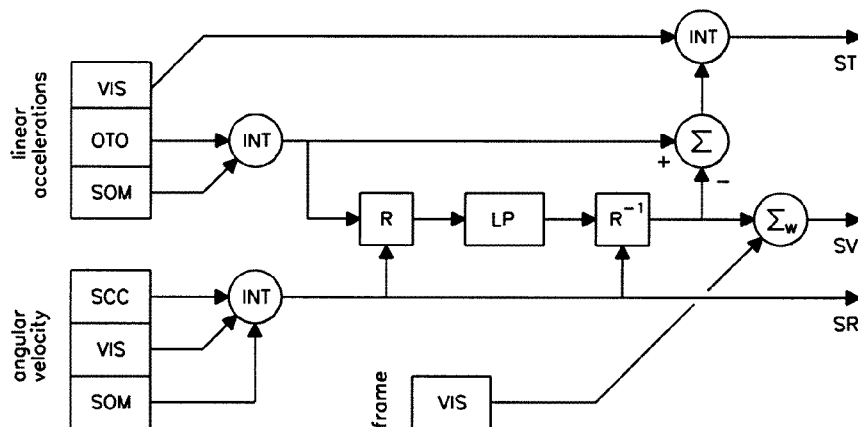 linear accelerations
VIS
OTO
SOM
INT
INT
ST
+
Σ
−
R
LP
R⁻¹
Σw
SV
angular velocity
SCC
VIS
SOM
INT
SR
frame
VIS